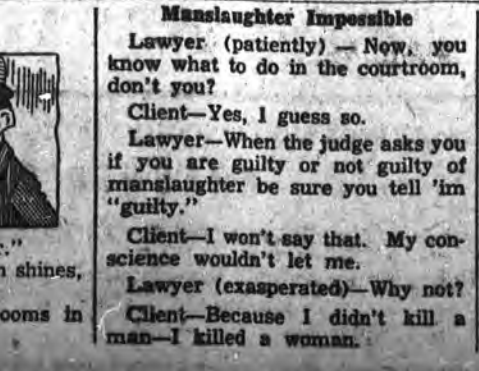 Manslaughter Impossible
Lawyer (patiently) — Now, you
know what to do in the courtroom,
don't you?
Client—Yes, I guess so.
Lawyer—When the judge asks you
if you are guilty or not guilty of
manslaughter be sure you tell 'im
"guilty."
Client—I won't say that. My con-
science wouldn't let me.
Lawyer (exasperated)—Why not?
Client—Because I didn't kill a
man—I killed a woman.
."
shines,
ooms in